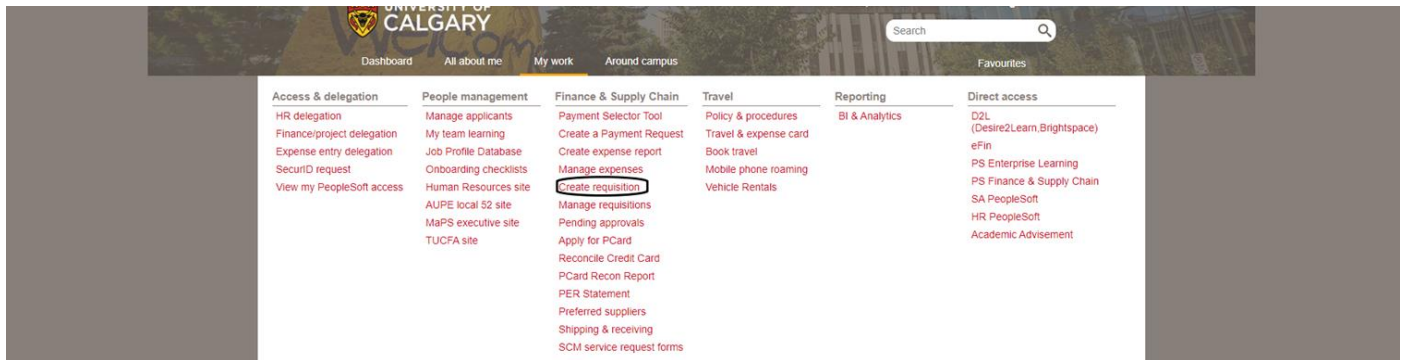 UNIVERSITY OF
CALGARY
Welcome
Search
Dashboard All about me My work Around campus Favourites
Access & delegation
HR delegation
Finance/project delegation
Expense entry delegation
SecurID request
View my PeopleSoft access
People management
Manage applicants
My team learning
Job Profile Database
Onboarding checklists
Human Resources site
AUPE local 52 site
MaPS executive site
TUCFA site
Finance & Supply Chain
Payment Selector Tool
Create a Payment Request
Create expense report
Manage expenses
Create requisition
Manage requisitions
Pending approvals
Apply for PCard
Reconcile Credit Card
PCard Recon Report
PER Statement
Preferred suppliers
Shipping & receiving
SCM service request forms
Travel
Policy & procedures
Travel & expense card
Book travel
Mobile phone roaming
Vehicle Rentals
Reporting
BI & Analytics
Direct access
D2L
(Desire2Learn,Brightspace)
eFin
PS Enterprise Learning
PS Finance & Supply Chain
SA PeopleSoft
HR PeopleSoft
Academic Advisement